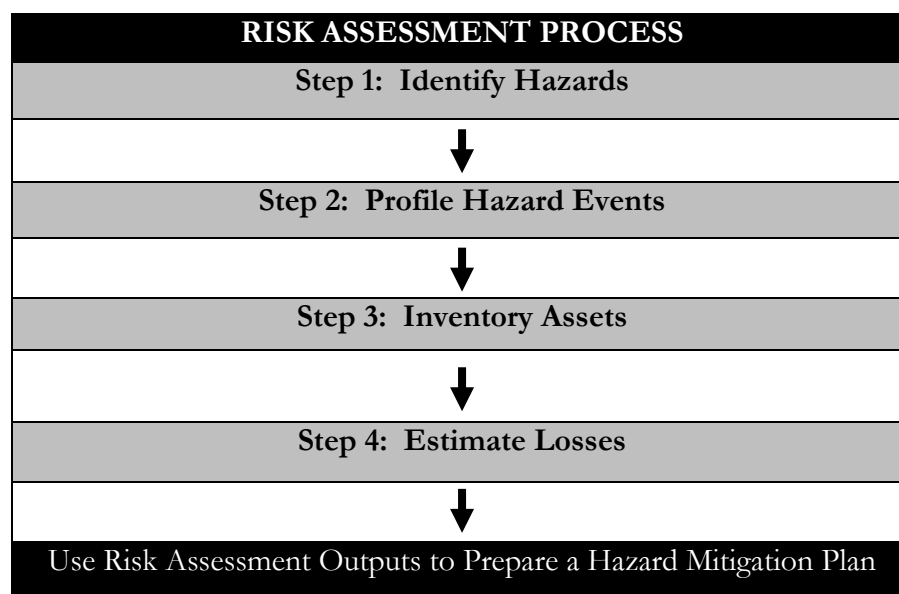 RISK ASSESSMENT PROCESS
Step 1: Identify Hazards
Step 2: Profile Hazard Events
Step 3: Inventory Assets
Step 4: Estimate Losses
Use Risk Assessment Outputs to Prepare a Hazard Mitigation Plan